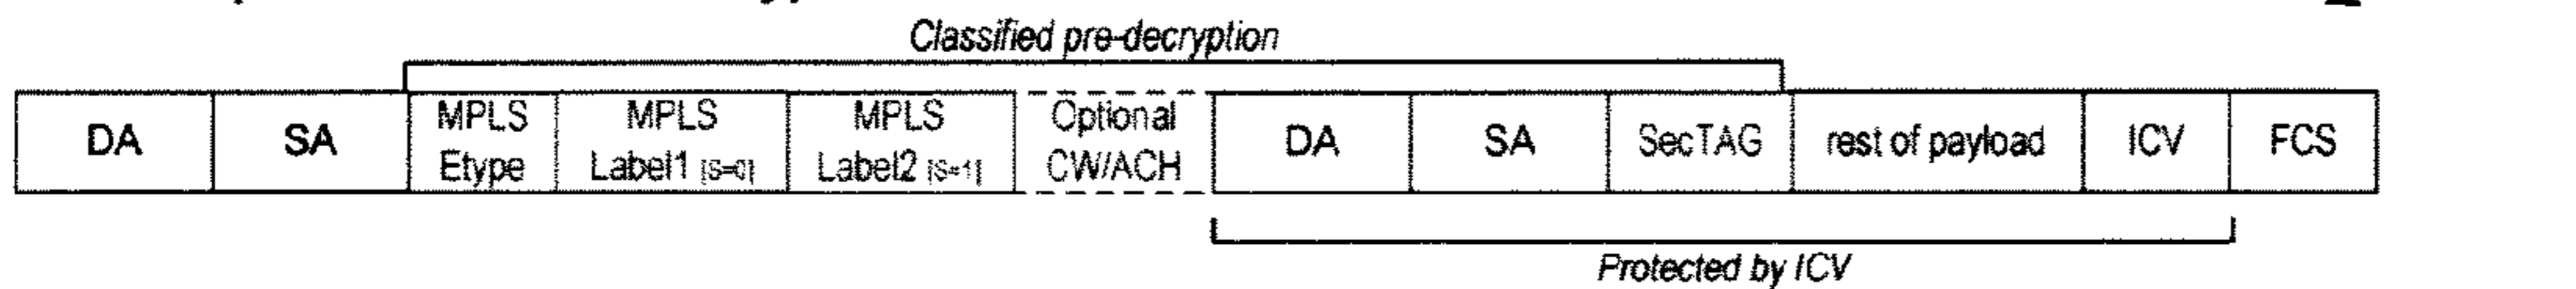 Classified pre-decryption
DA SA MPLS Etype MPLS Label1 [S=0] MPLS Label2 [S=1] Optional CW/ACH DA SA SecTAG rest of payload ICV FCS
Protected by ICV